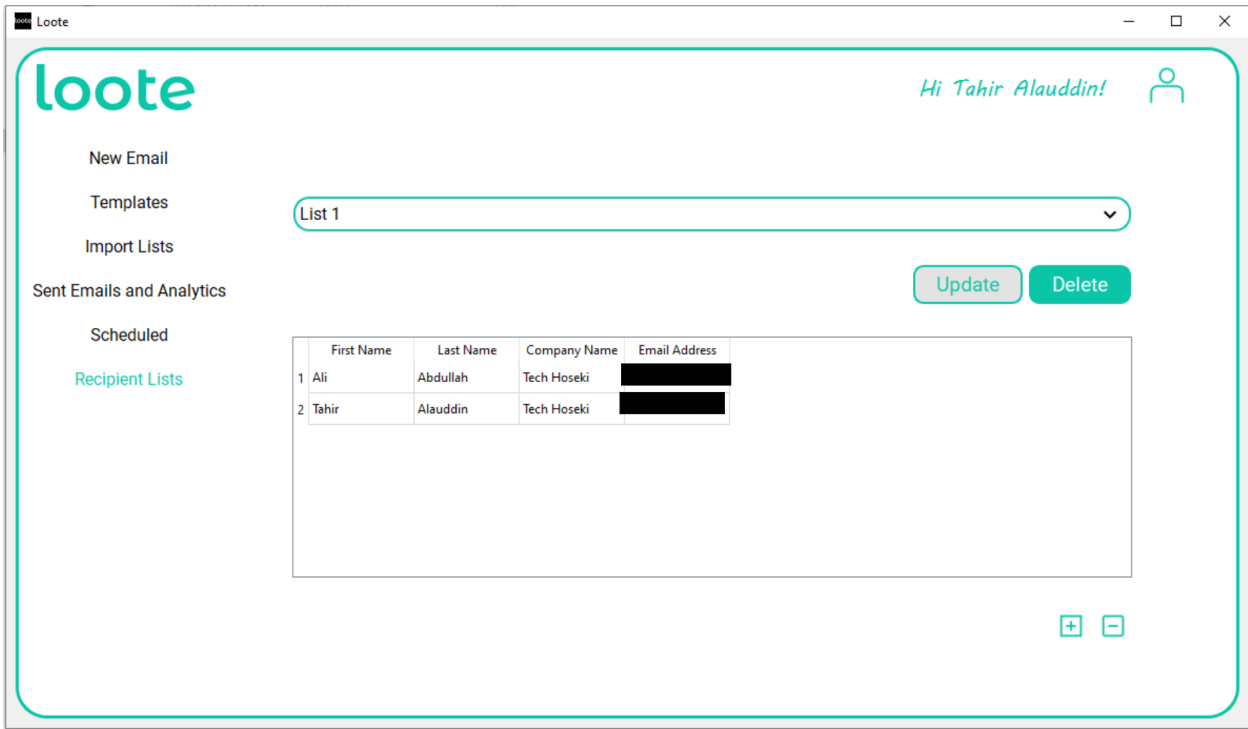 Loote
loote
Hi Tahir Alauddin!
New Email
Templates
Import Lists
Sent Emails and Analytics
Scheduled
Recipient Lists
List 1
Update Delete
First Name Last Name Company Name Email Address
1 Ali Abdullah Tech Hoseki
2 Tahir Alauddin Tech Hoseki